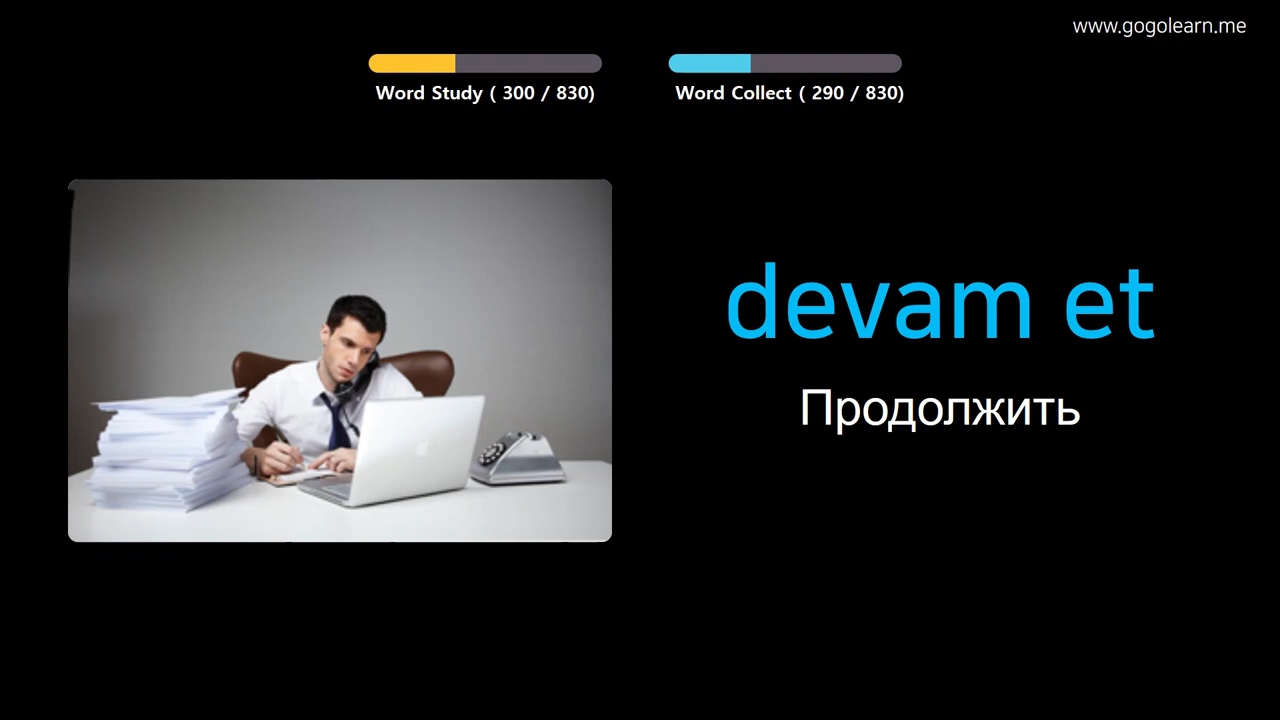 www.gogolearn.me
Word Study ( 300 / 830)
Word Collect ( 290 / 830)
devam et
Продолжить